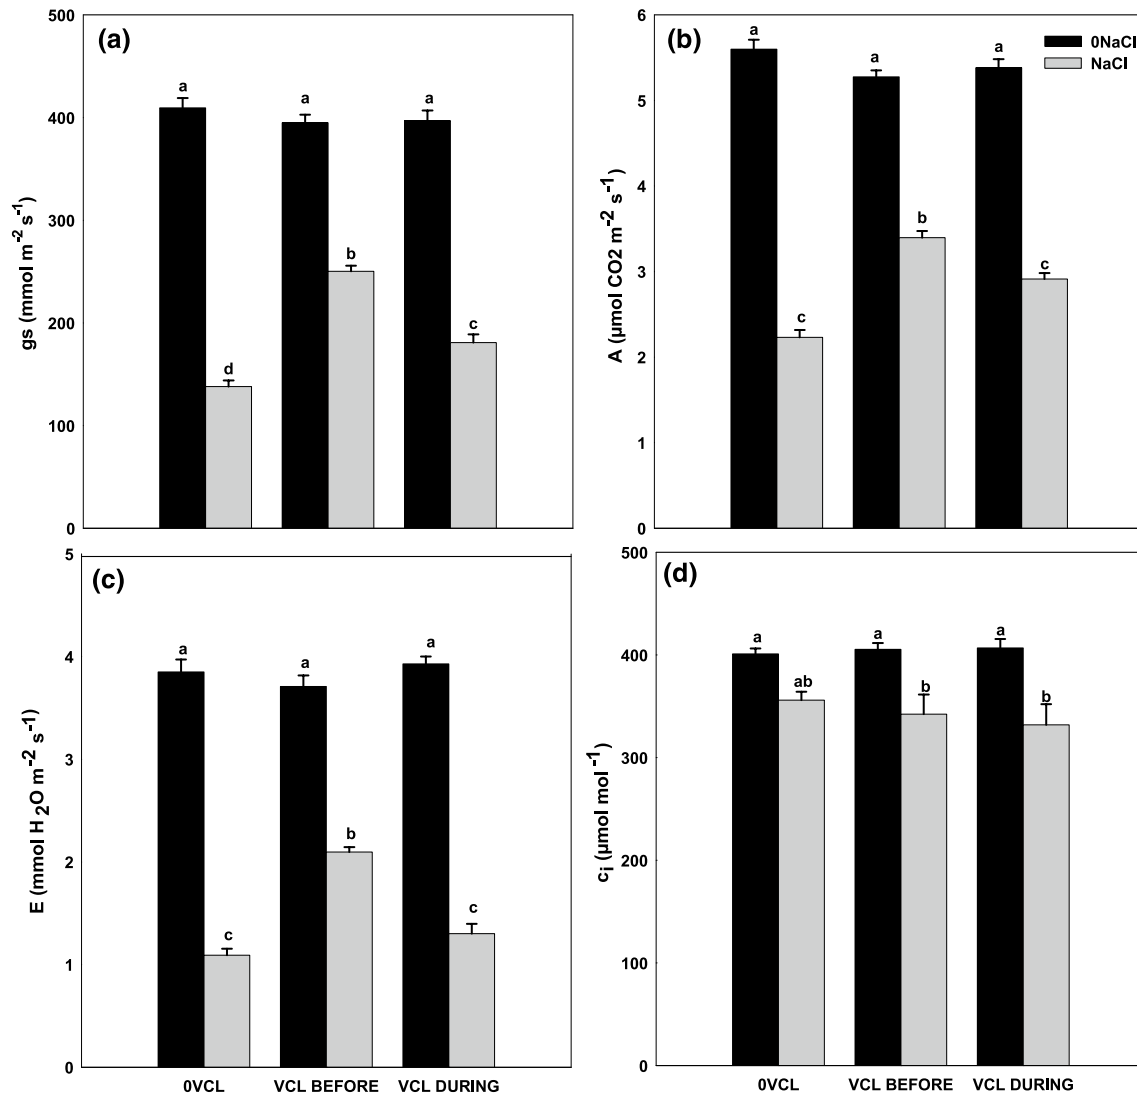 (a)
500
400
300
200
100
0
gs (mmol m-2 s-1)
a
d
a
b
a
c
(b)
0NaCl
NaCl
6
5
4
3
2
1
0
A (µmol CO2 m-2 s-1)
a
c
a
b
a
c
(c)
5
4
3
2
1
0
E (mmol H2O m-2 s-1)
a
c
a
b
a
c
0VCL VCL BEFORE VCL DURING
(d)
500
400
300
200
100
0
ci (µmol mol-1)
a
ab
a
b
a
b
0VCL VCL BEFORE VCL DURING